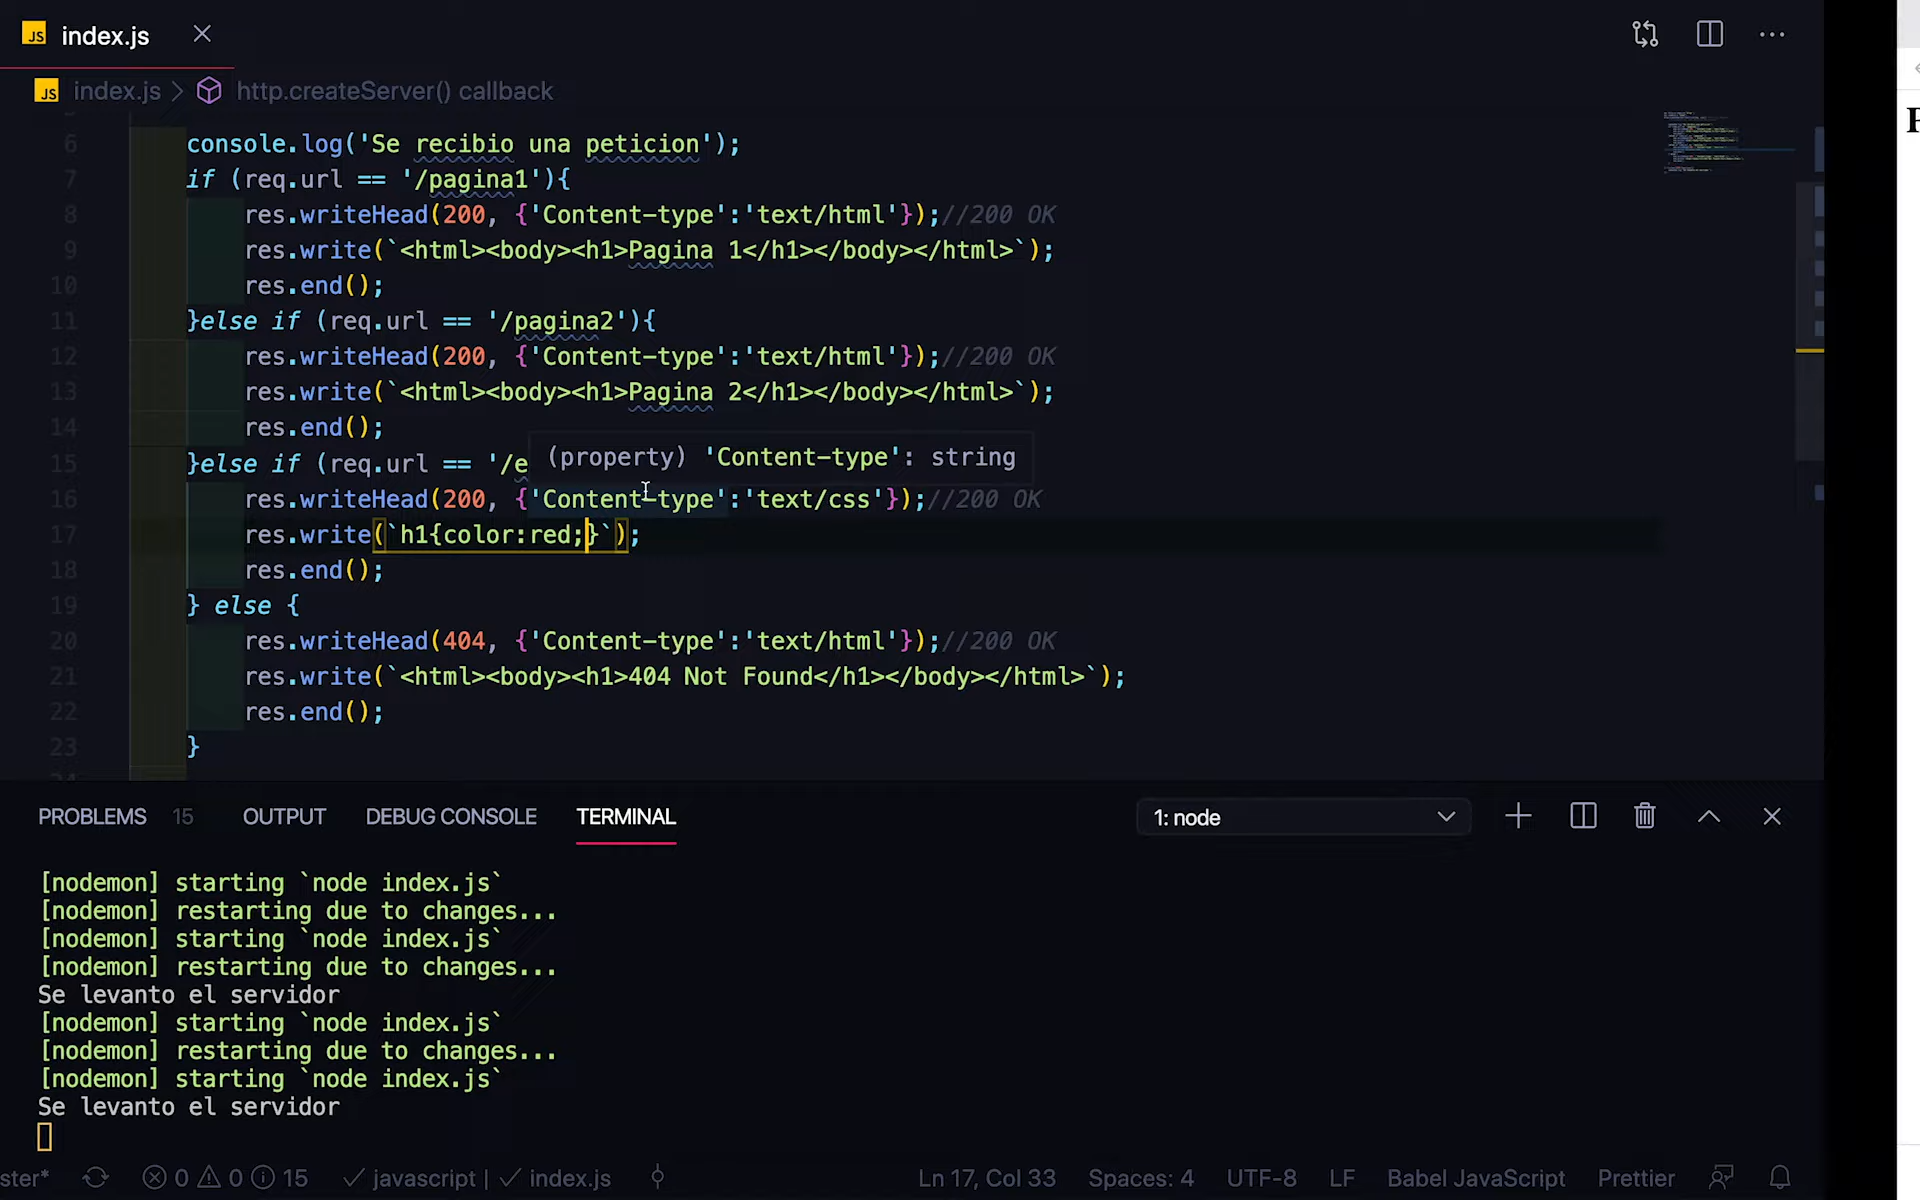 JS index.js
JS index.js > http.createServer() callback
6 console.log('Se recibio una peticion');
7 if (req.url == '/pagina1'){
8 res.writeHead(200, {'Content-type':'text/html'});//200 OK
9 res.write(`<html><body><h1>Pagina 1</h1></body></html>`);
10 res.end();
11 }else if (req.url == '/pagina2'){
12 res.writeHead(200, {'Content-type':'text/html'});//200 OK
13 res.write(`<html><body><h1>Pagina 2</h1></body></html>`);
14 res.end();
(property) 'Content-type': string
15 }else if (req.url == '/e
16 res.writeHead(200, {'Content-type':'text/css'});//200 OK
17 res.write(`h1{color:red;}`);
18 res.end();
19 } else {
20 res.writeHead(404, {'Content-type':'text/html'});//200 OK
21 res.write(`<html><body><h1>404 Not Found</h1></body></html>`);
22 res.end();
23 }
PROBLEMS 15 OUTPUT DEBUG CONSOLE TERMINAL 1: node
[nodemon] starting `node index.js`
[nodemon] restarting due to changes...
[nodemon] starting `node index.js`
[nodemon] restarting due to changes...
Se levanto el servidor
[nodemon] starting `node index.js`
[nodemon] restarting due to changes...
[nodemon] starting `node index.js`
Se levanto el servidor
ster* 0 0 15 javascript | index.js Ln 17, Col 33 Spaces: 4 UTF-8 LF Babel JavaScript Prettier